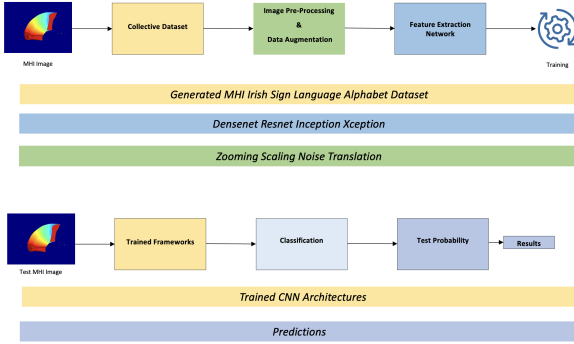 Collective Dataset
Image Pre-Processing
&
Data Augmentation
Feature Extraction
Network
MHI Image
Training
Generated MHI Irish Sign Language Alphabet Dataset
Densenet Resnet Inception Xception
Zooming Scaling Noise Translation
Trained Frameworks
Classification
Test Probability
Results
Test MHI Image
Trained CNN Architectures
Predictions